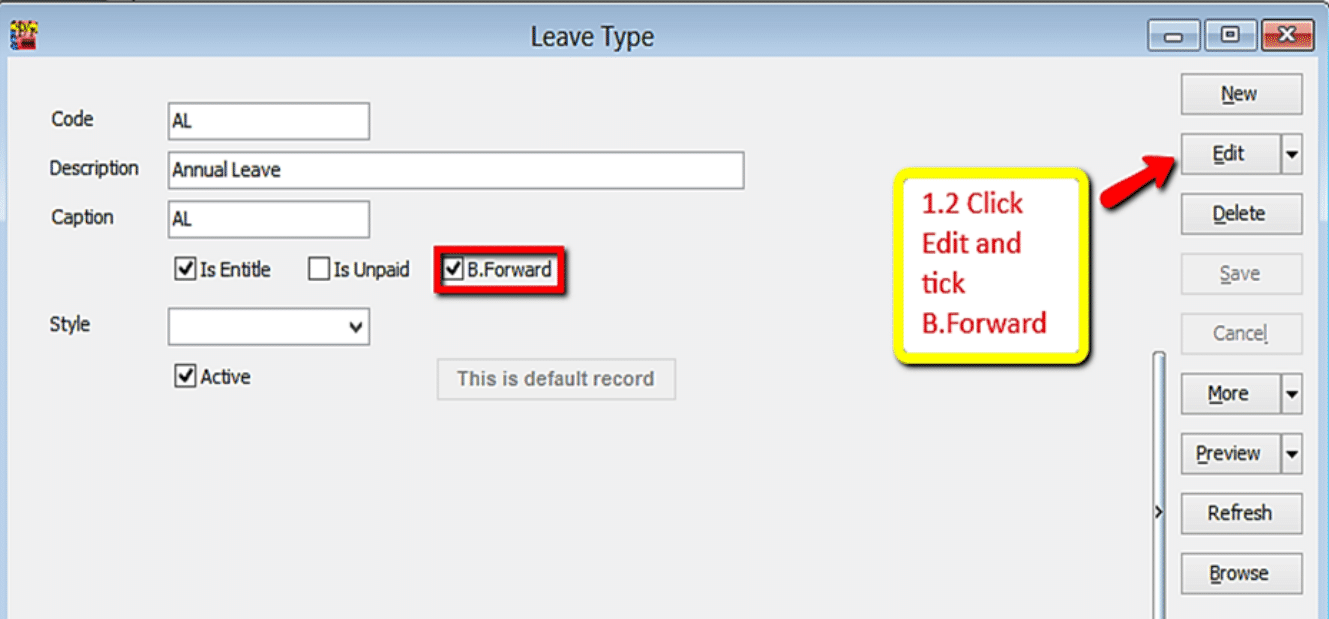 Leave Type
Code
AL
Description
Annual Leave
Caption
AL
Is Entitle
Is Unpaid
B.Forward
Style
Active
This is default record
1.2 Click
Edit and
tick
B.Forward
New
Edit
Delete
Save
Cancel
More
Preview
Refresh
Browse